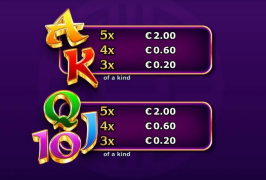 A
K
5x €2.00
4x €0.60
3x €0.20
of a kind
Q
10 J
5x €2.00
4x €0.60
3x €0.20
of a kind